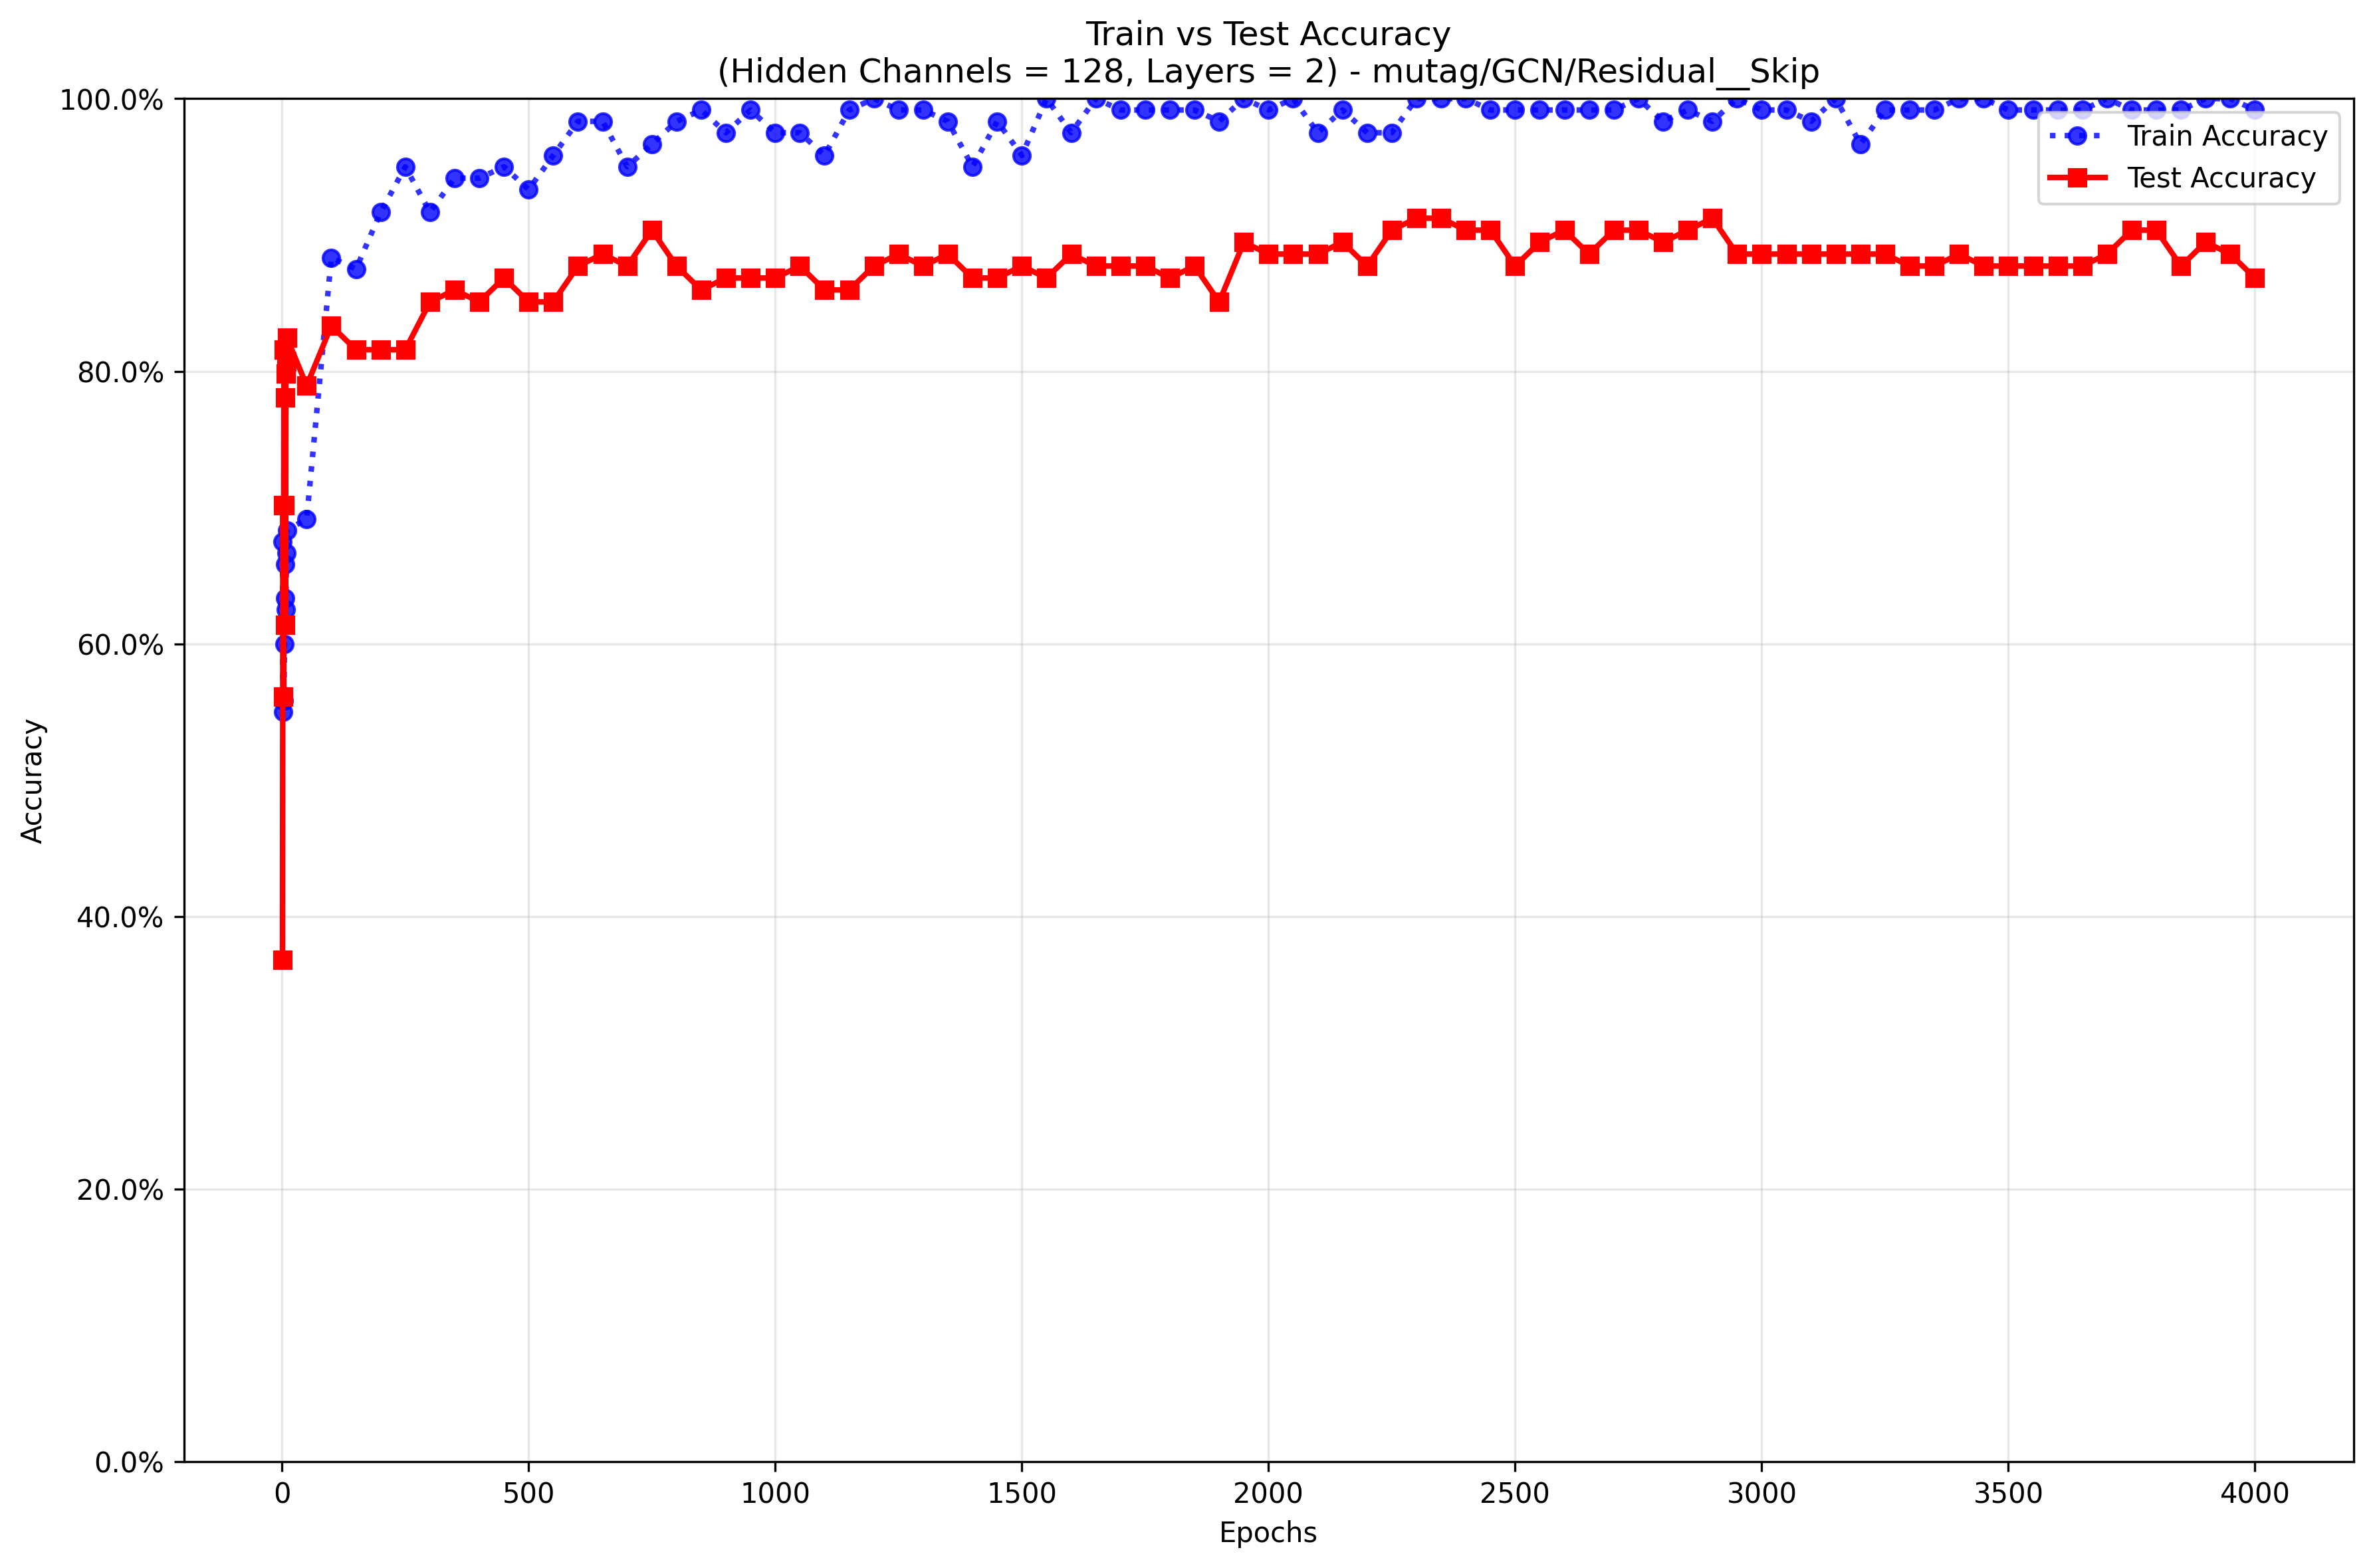 Train vs Test Accuracy
(Hidden Channels = 128, Layers = 2) - mutag/GCN/Residual__Skip
100.0%
80.0%
60.0%
40.0%
20.0%
0.0%
Accuracy
Train Accuracy
Test Accuracy
0 500 1000 1500 2000 2500 3000 3500 4000
Epochs